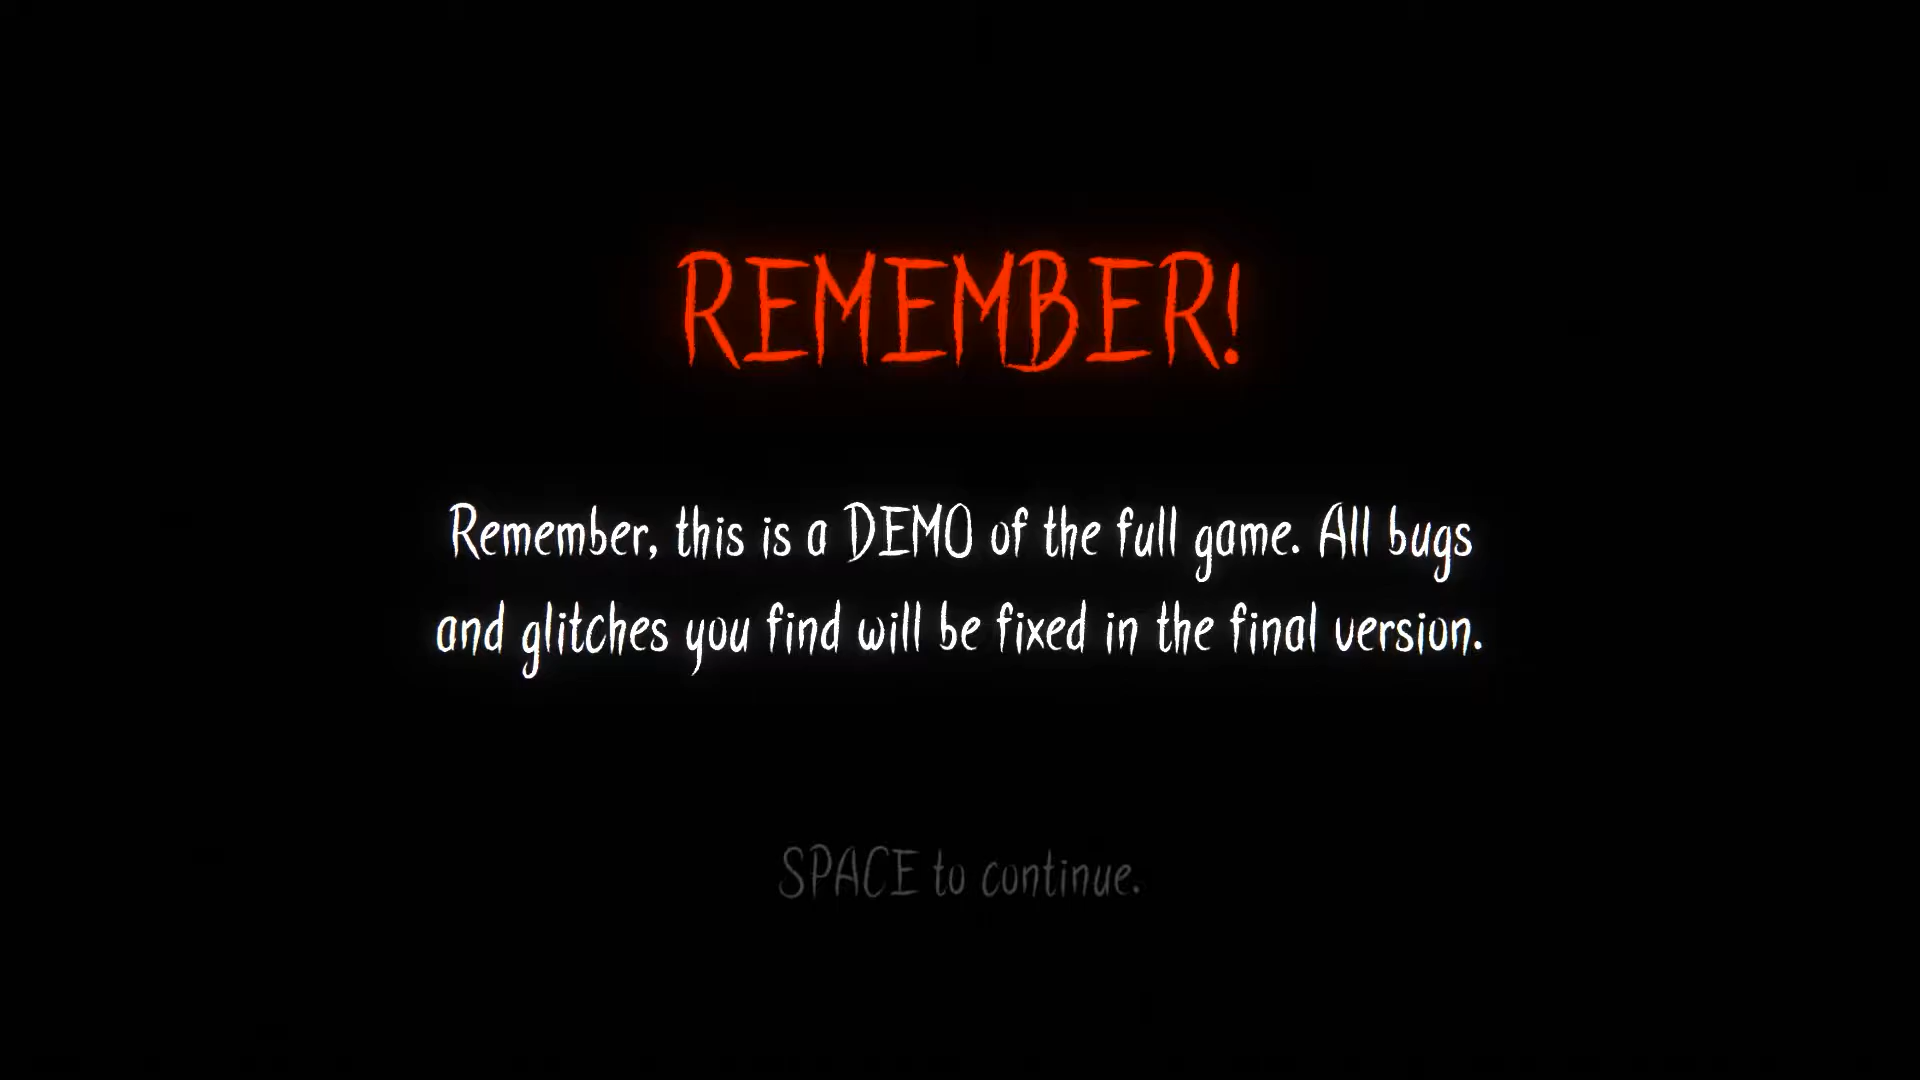 REMEMBER!
Remember, this is a DEMO of the full game. All bugs
and glitches you find will be fixed in the final version.
SPACE to continue.